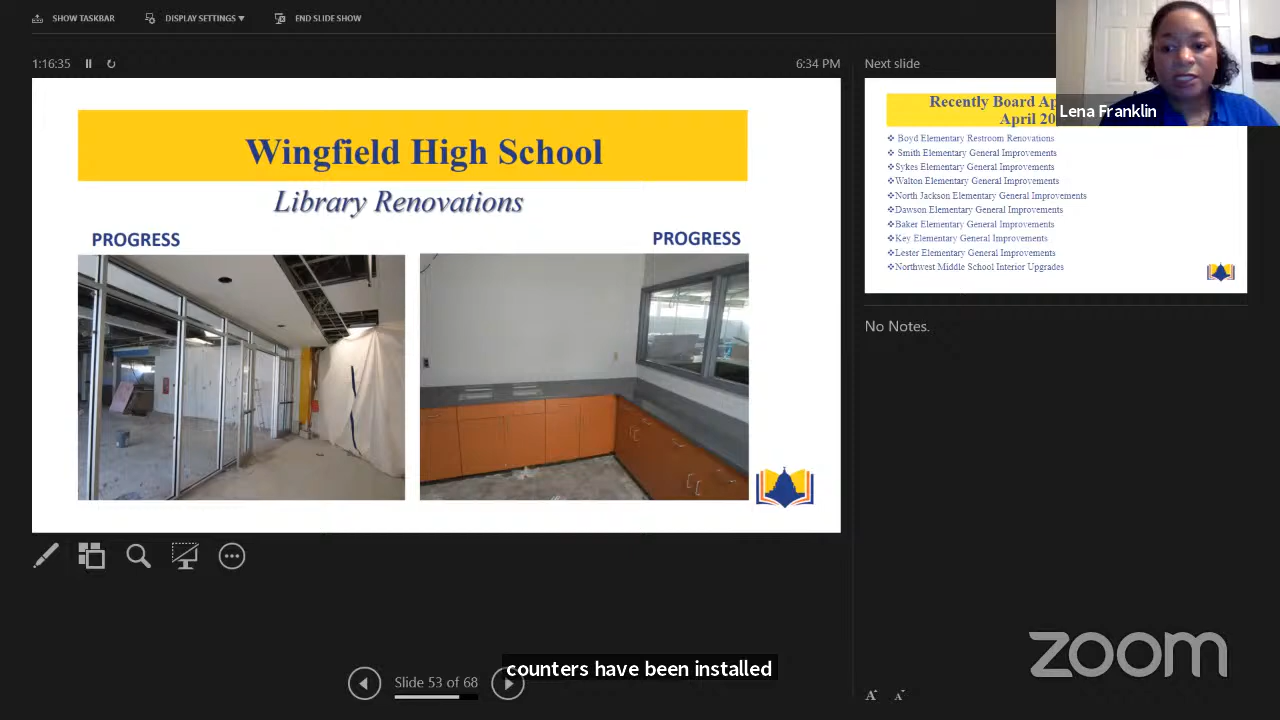 SHOW TASKBAR
DISPLAY SETTINGS
END SLIDE SHOW
1:16:35
6:34 PM
Wingfield High School
Library Renovations
PROGRESS
PROGRESS
Next slide
Recently Board Ap
April 20
❖ Boyd Elementary Restroom Renovations
❖ Smith Elementary General Improvements
❖Sykes Elementary General Improvements
❖Walton Elementary General Improvements
❖North Jackson Elementary General Improvements
❖Dawson Elementary General Improvements
❖Baker Elementary General Improvements
❖Key Elementary General Improvements
❖Lester Elementary General Improvements
❖Northwest Middle School Interior Upgrades
Lena Franklin
No Notes.
Slide 53 of 68
counters have been installed
zoom
A A